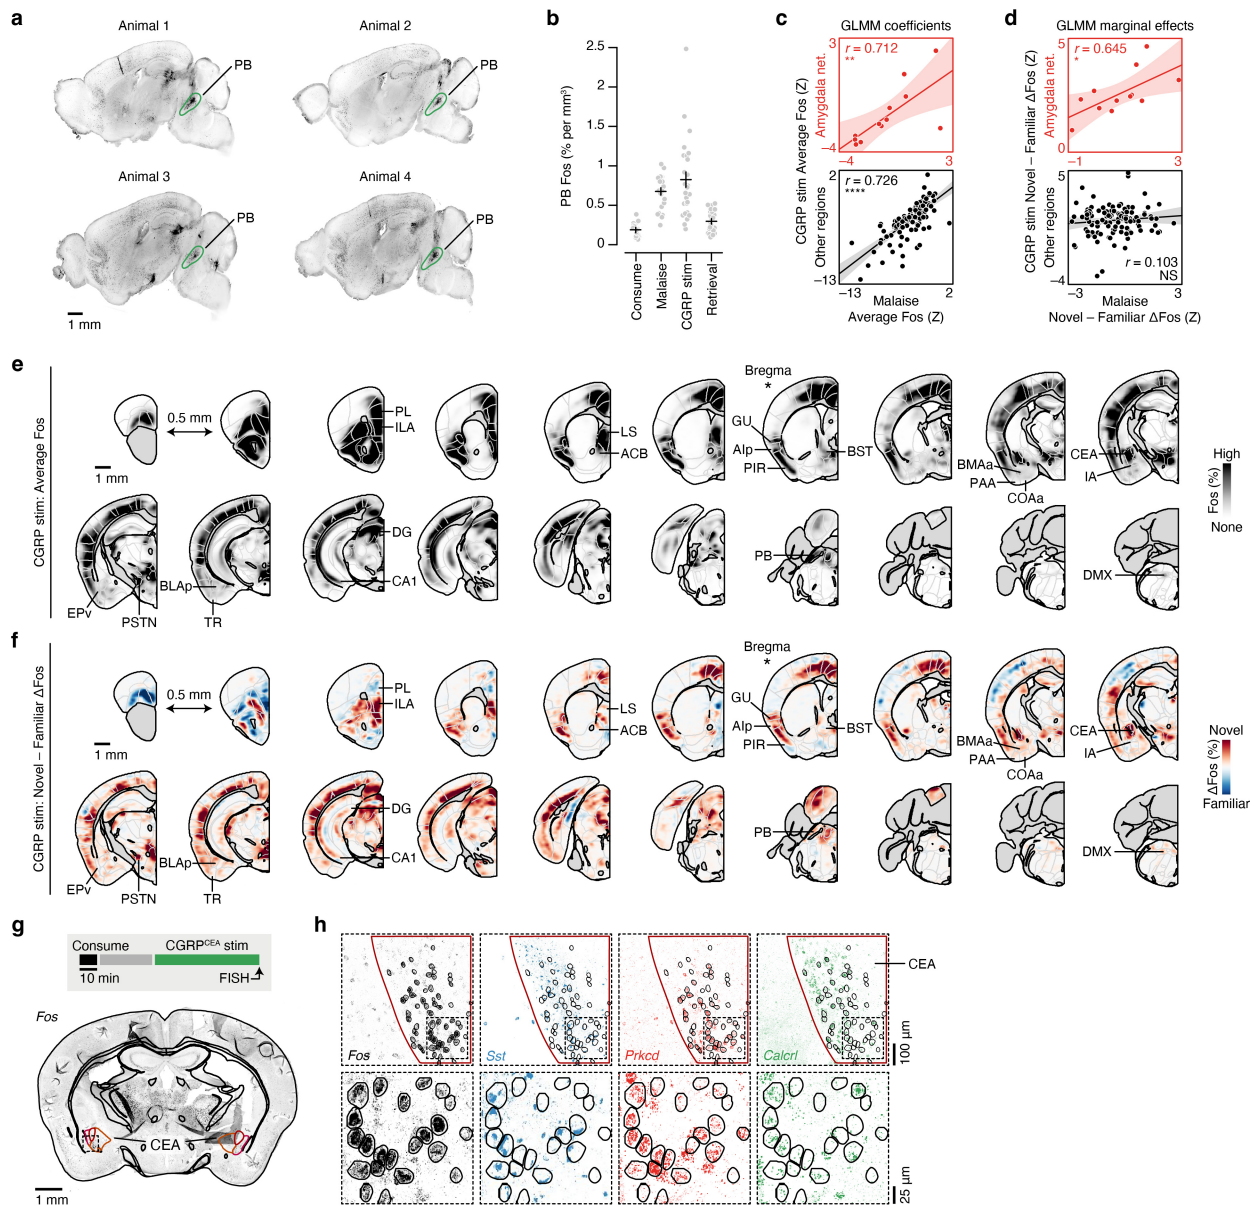 a
Animal 1
Animal 2
PB
PB
Animal 3
Animal 4
PB
PB
1 mm
b
PB Fos (% per mm³)
2.5
2
1.5
1
0.5
0
Consume
Malaise
CGRP stim
Retrieval
c
GLMM coefficients
CGRP stim Average Fos (Z)
Amygdala net.
3
r = 0.712
**
−4
−4
3
Other regions
2
r = 0.726
****
−13
−13
2
Malaise
Average Fos (Z)
d
GLMM marginal effects
CGRP stim Novel – Familiar ΔFos (Z)
Amygdala net.
5
r = 0.645
*
0
−1
3
Other regions
5
r = 0.103
NS
−4
−3
3
Malaise
Novel – Familiar ΔFos (Z)
e
CGRP stim: Average Fos
0.5 mm
1 mm
PL
ILA
LS
ACB
Bregma
*
GU
AIp
PIR
BST
BMAa
PAA
COAa
CEA
IA
High
Fos (%)
None
EPv
PSTN
BLAp
TR
DG
CA1
PB
DMX
f
CGRP stim: Novel – Familiar ΔFos
0.5 mm
1 mm
PL
ILA
LS
ACB
Bregma
*
GU
AIp
PIR
BST
BMAa
PAA
COAa
CEA
IA
Novel
ΔFos (%)
Familiar
EPv
PSTN
BLAp
TR
DG
CA1
PB
DMX
g
Consume
CGRPᶜᴱᴬ stim
10 min
FISH
Fos
CEA
1 mm
h
Fos
Sst
Prkcd
Calcrl
CEA
100 µm
25 µm